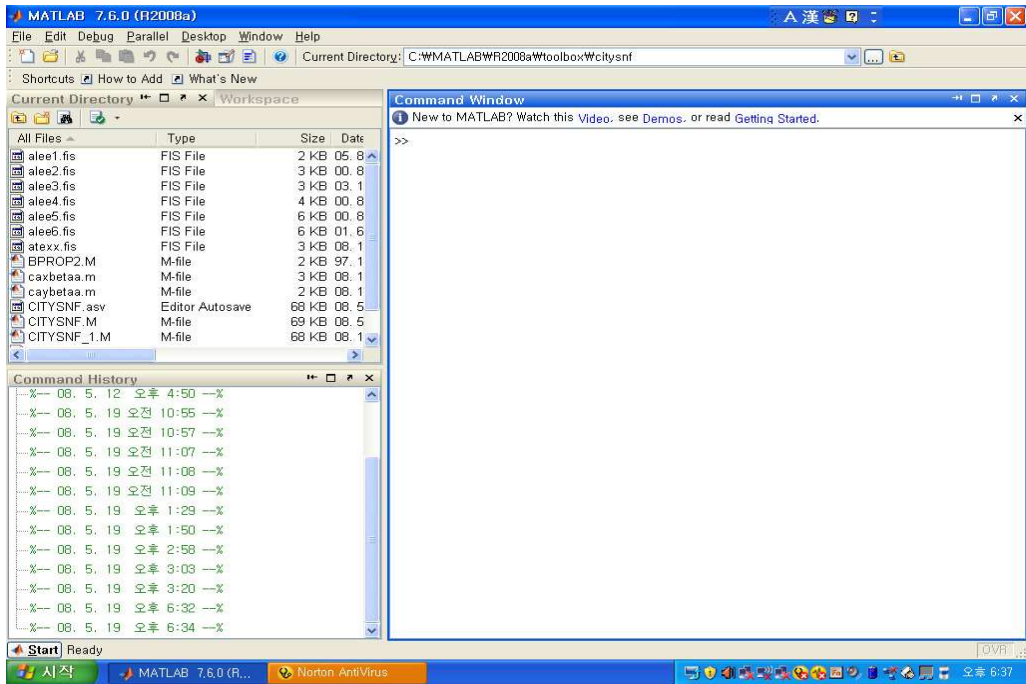 MATLAB 7.6.0 (R2008a)
A 漢
File Edit Debug Parallel Desktop Window Help
Current Directory: C:₩MATLAB₩R2008a₩toolbox₩citysnf
Shortcuts How to Add What's New
Current Directory Workspace
All Files Type Size Date
alee1.fis FIS File 2 KB 05. 8
alee2.fis FIS File 3 KB 00. 8
alee3.fis FIS File 3 KB 03. 1
alee4.fis FIS File 4 KB 00. 8
alee5.fis FIS File 6 KB 00. 8
alee6.fis FIS File 6 KB 01. 6
atexx.fis FIS File 3 KB 08. 1
BPROP2.M M-file 2 KB 97. 1
caxbetaa.m M-file 3 KB 08. 1
caybetaa.m M-file 2 KB 08. 1
CITYSNF.asv Editor Autosave 68 KB 08. 5
CITYSNF.M M-file 69 KB 08. 5
CITYSNF_1.M M-file 68 KB 08. 1
Command History
%-- 08. 5. 12 오후 4:50 --%
%-- 08. 5. 19 오전 10:55 --%
%-- 08. 5. 19 오전 10:57 --%
%-- 08. 5. 19 오전 11:07 --%
%-- 08. 5. 19 오전 11:08 --%
%-- 08. 5. 19 오전 11:09 --%
%-- 08. 5. 19 오후 1:29 --%
%-- 08. 5. 19 오후 1:50 --%
%-- 08. 5. 19 오후 2:58 --%
%-- 08. 5. 19 오후 3:03 --%
%-- 08. 5. 19 오후 3:20 --%
%-- 08. 5. 19 오후 6:32 --%
%-- 08. 5. 19 오후 6:34 --%
Command Window
New to MATLAB? Watch this Video, see Demos, or read Getting Started.
>>
Start Ready
OVR
시작 MATLAB 7.6.0 (R... Norton AntiVirus 오후 6:37